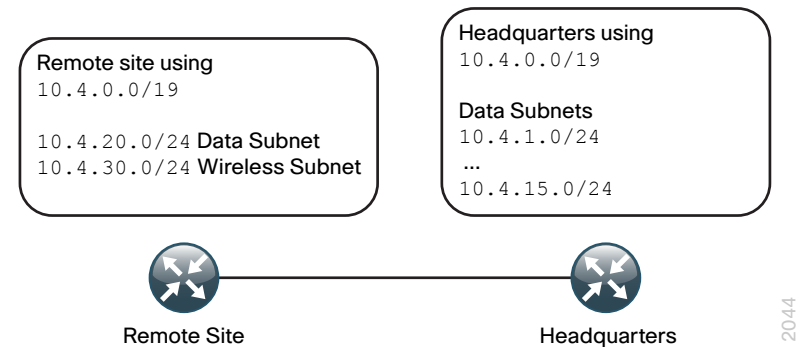 Remote site using
10.4.0.0/19
10.4.20.0/24 Data Subnet
10.4.30.0/24 Wireless Subnet
Headquarters using
10.4.0.0/19
Data Subnets
10.4.1.0/24
...
10.4.15.0/24
Remote Site
Headquarters
2044